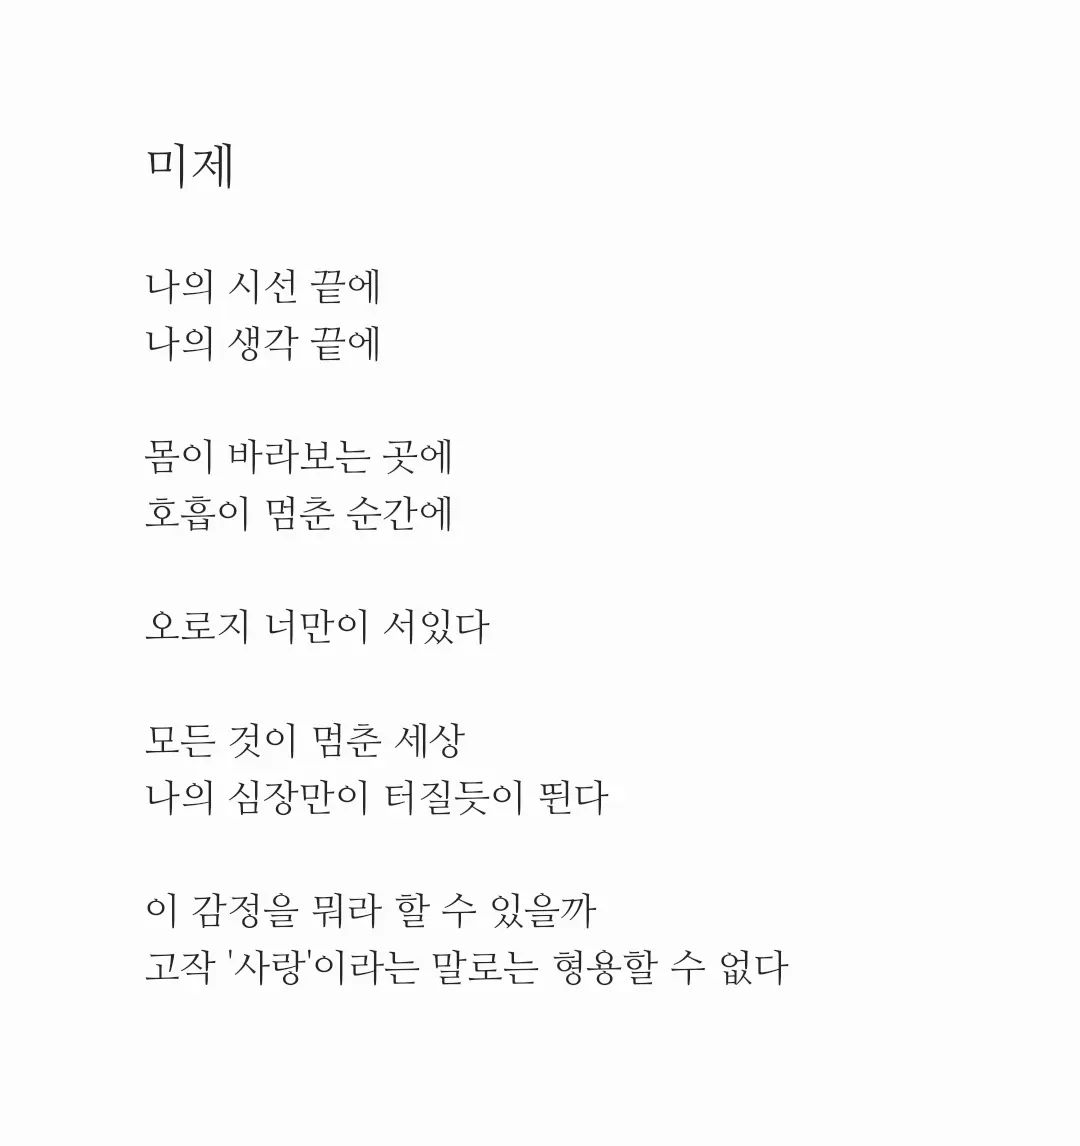 미제
나의 시선 끝에
나의 생각 끝에
몸이 바라보는 곳에
호흡이 멈춘 순간에
오로지 너만이 서있다
모든 것이 멈춘 세상
나의 심장만이 터질듯이 뛴다
이 감정을 뭐라 할 수 있을까
고작 '사랑'이라는 말로는 형용할 수 없다